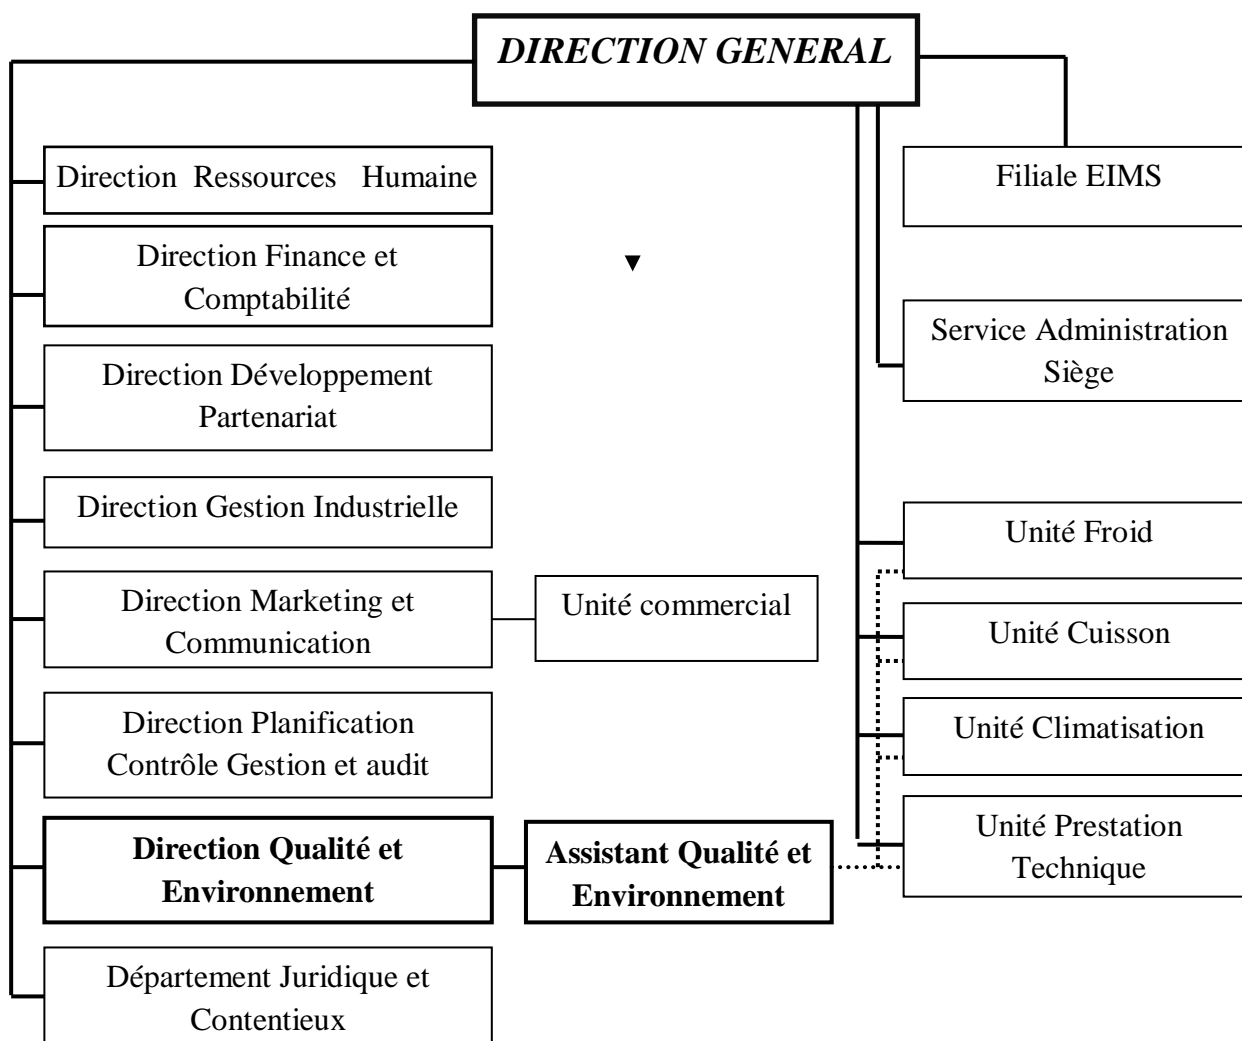 DIRECTION GENERAL
Direction Ressources Humaine
Filiale EIMS
Direction Finance et
Comptabilité
Service Administration
Siège
Direction Développement
Partenariat
Direction Gestion Industrielle
Unité Froid
Direction Marketing et
Communication
Unité commercial
Unité Cuisson
Direction Planification
Contrôle Gestion et audit
Unité Climatisation
Direction Qualité et
Environnement
Assistant Qualité et
Environnement
Unité Prestation
Technique
Département Juridique et
Contentieux